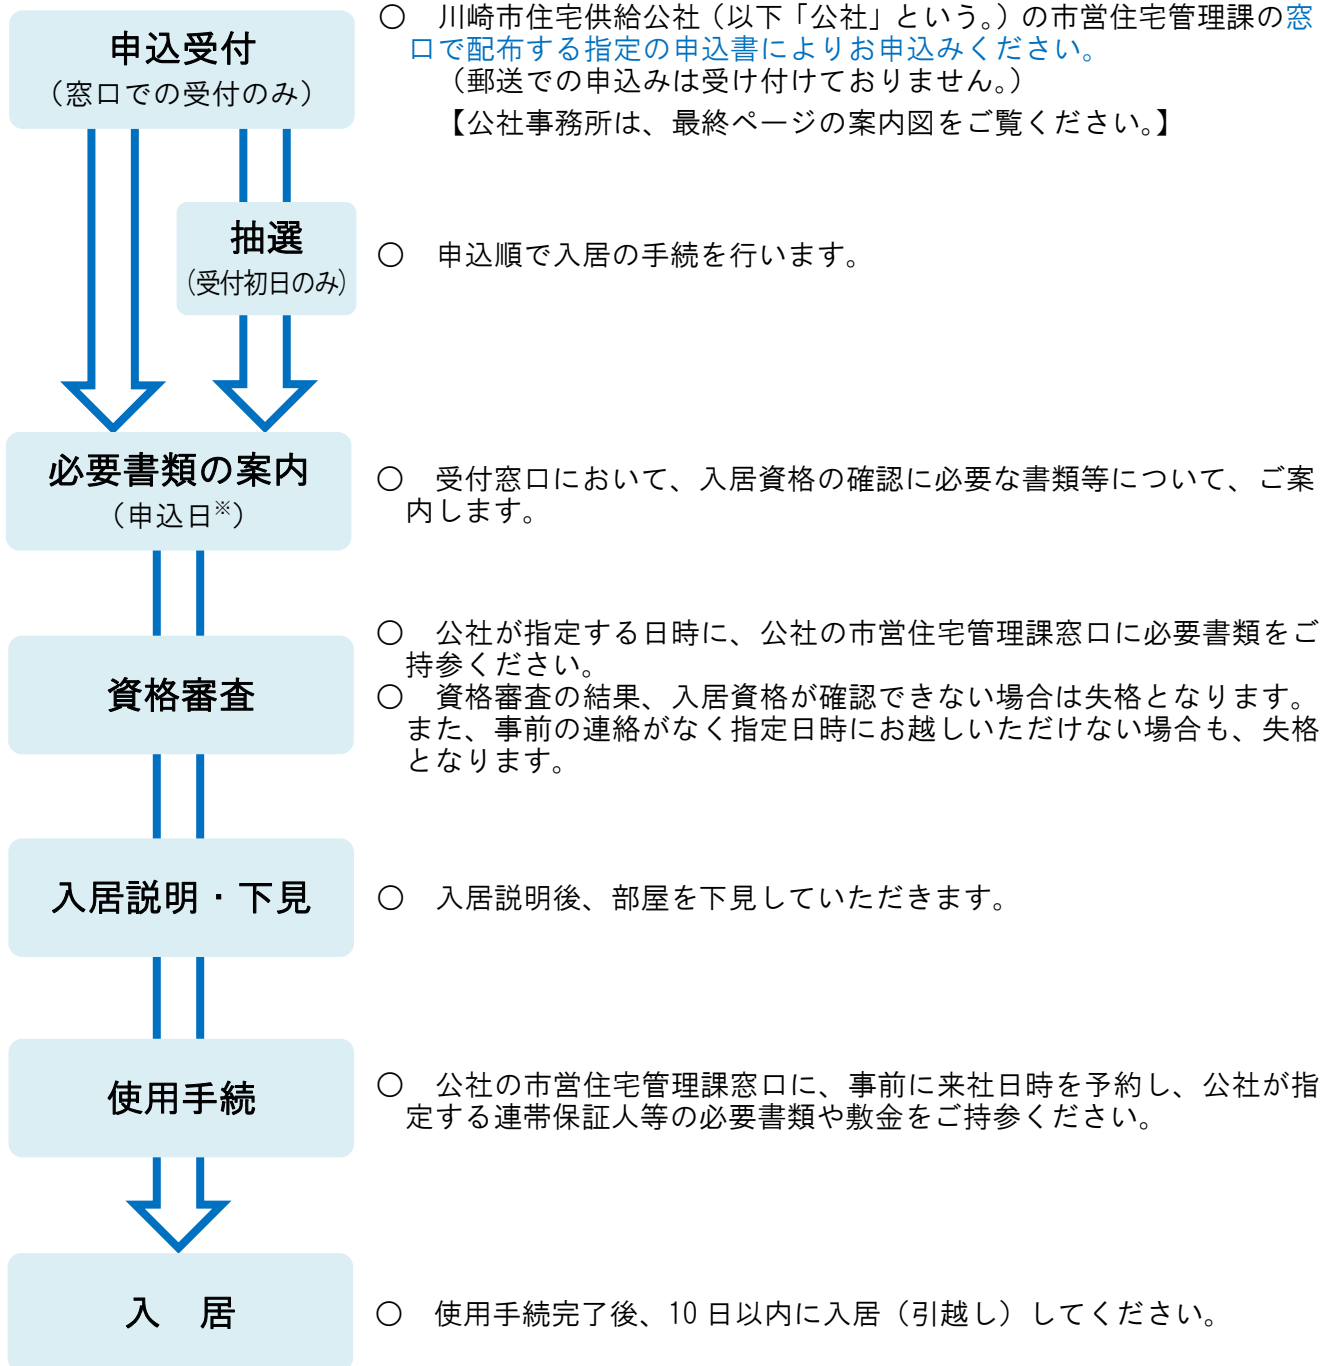 申込受付
（窓口での受付のみ）
○　川崎市住宅供給公社（以下「公社」という。）の市営住宅管理課の窓
口で配布する指定の申込書によりお申込みください。
（郵送での申込みは受け付けておりません。）
【公社事務所は、最終ページの案内図をご覧ください。】
抽選
（受付初日のみ）
○　申込順で入居の手続を行います。
必要書類の案内
（申込日※）
○　受付窓口において、入居資格の確認に必要な書類等について、ご案
内します。
資格審査
○　公社が指定する日時に、公社の市営住宅管理課窓口に必要書類をご
持参ください。
○　資格審査の結果、入居資格が確認できない場合は失格となります。
また、事前の連絡がなく指定日時にお越しいただけない場合も、失格
となります。
入居説明・下見
○　入居説明後、部屋を下見していただきます。
使用手続
○　公社の市営住宅管理課窓口に、事前に来社日時を予約し、公社が指
定する連帯保証人等の必要書類や敷金をご持参ください。
入　居
○　使用手続完了後、10日以内に入居（引越し）してください。